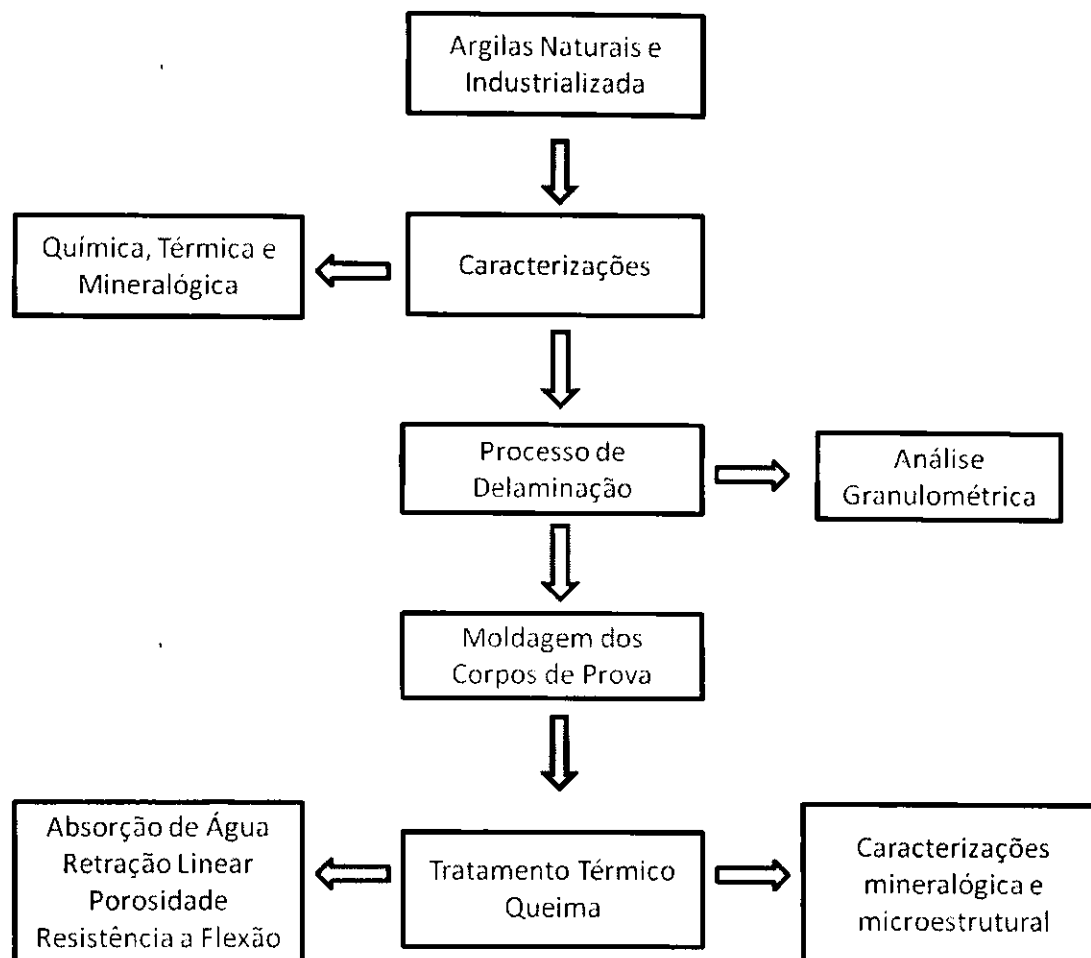 Argilas Naturais e
Industrializada
Química, Térmica e
Mineralógica
Caracterizações
Processo de
Delaminação
Análise
Granulométrica
Moldagem dos
Corpos de Prova
Absorção de Água
Retração Linear
Porosidade
Resistência a Flexão
Tratamento Térmico
Queima
Caracterizações
mineralógica e
microestrutural